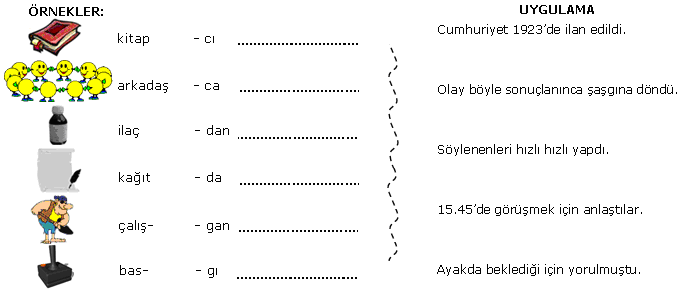 ÖRNEKLER:
kitap - cı ........................................
arkadaş - ca ........................................
ilaç - dan ........................................
kağıt - da ........................................
çalış- - gan ........................................
bas- - gı ........................................
UYGULAMA
Cumhuriyet 1923’de ilan edildi.
Olay böyle sonuçlanınca şaşgına döndü.
Söylenenleri hızlı hızlı yapdı.
15.45’de görüşmek için anlaştılar.
Ayakda beklediği için yorulmuştu.